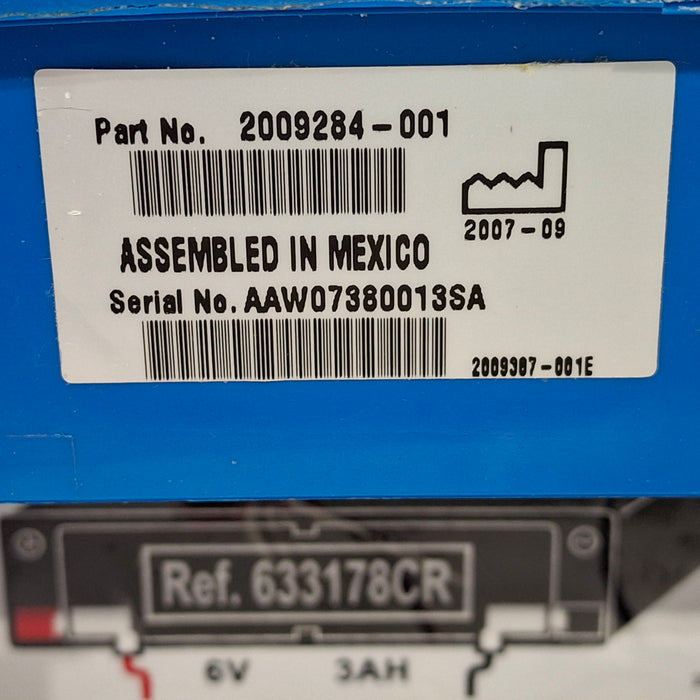 Part No. 2009284-001
2007-09
ASSEMBLED IN MEXICO
Serial No. AAW07380013SA
2009387-001E
Ref. 633178CR
6V 3AH